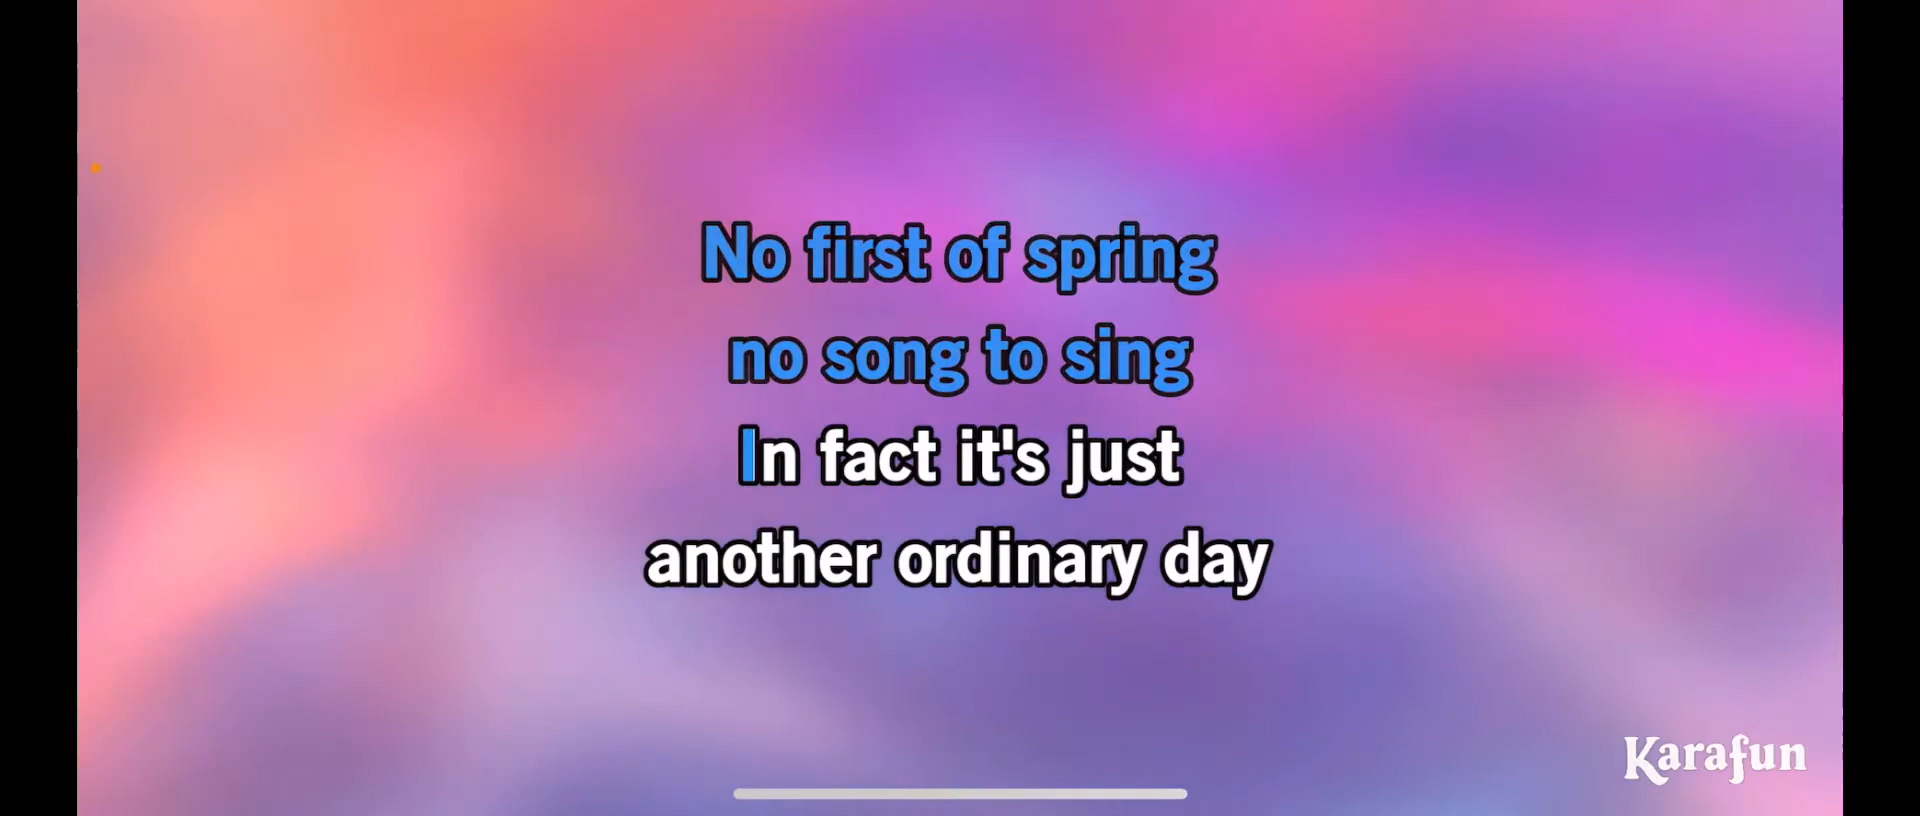 No first of spring
no song to sing
In fact it's just
another ordinary day
Karafun